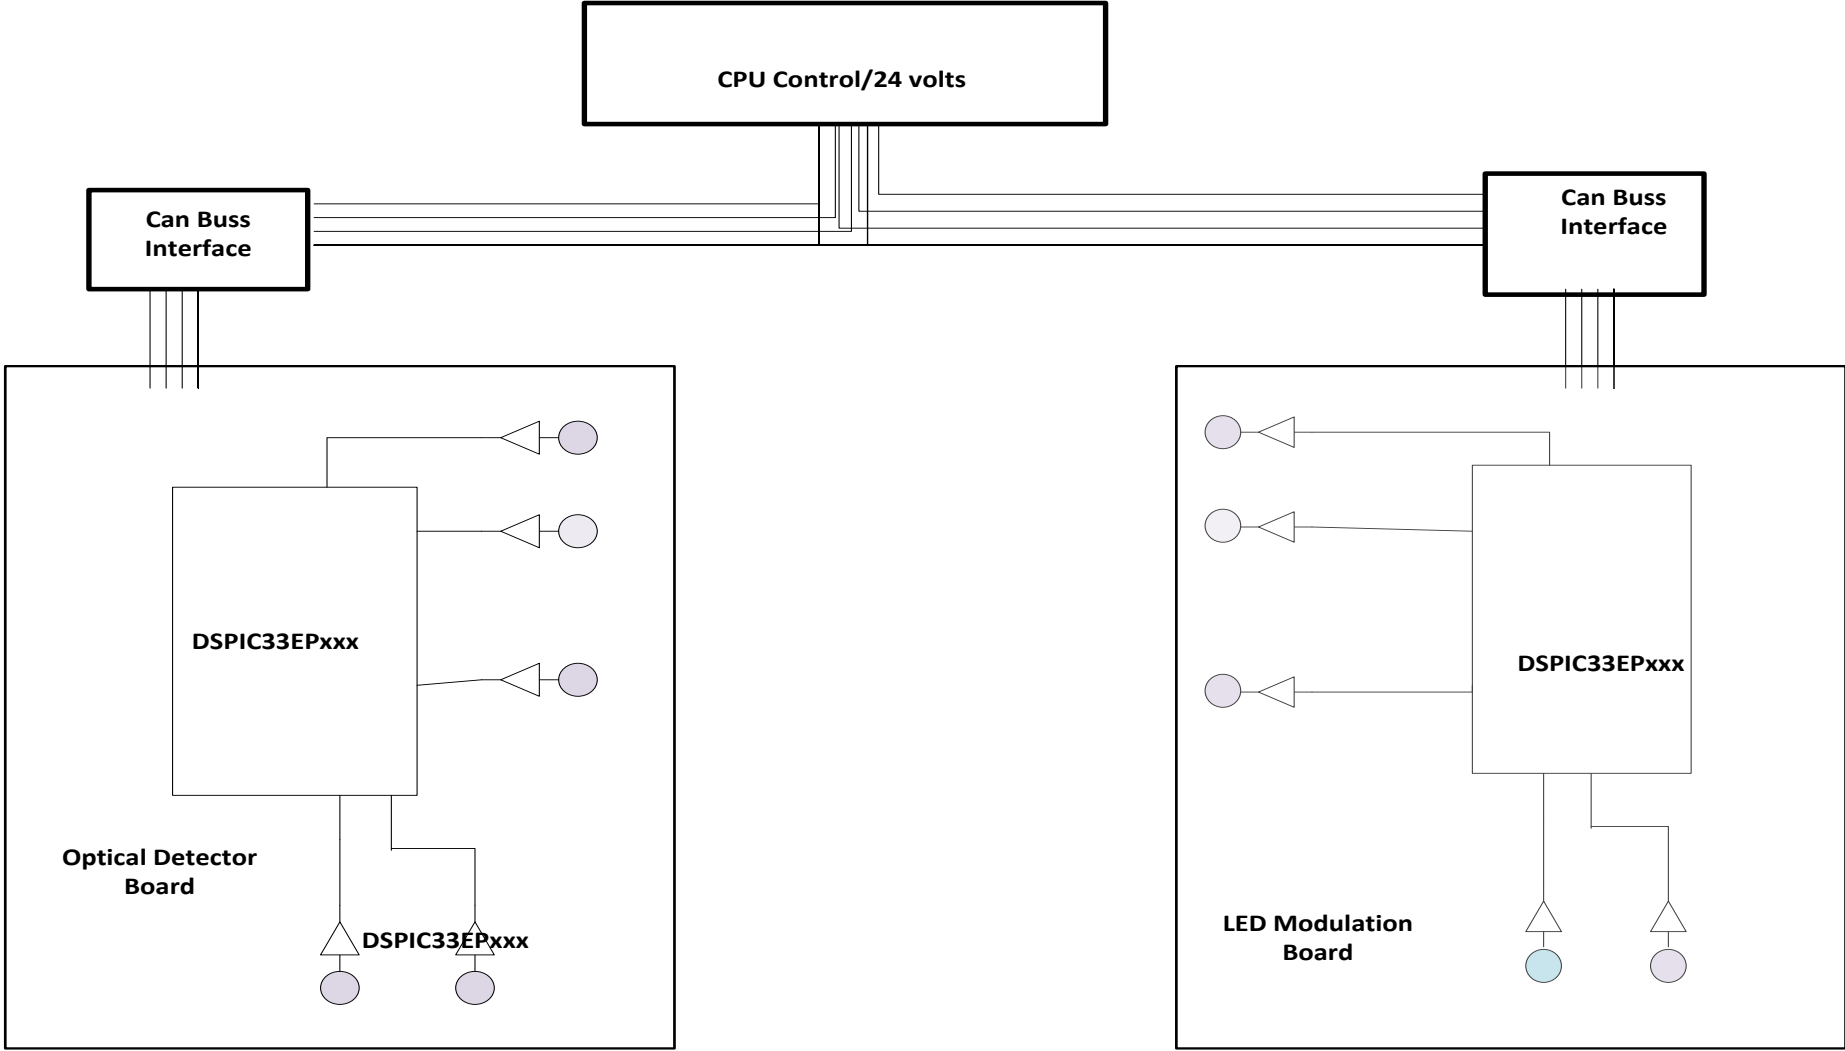 CPU Control/24 volts
Can Buss
Interface
Can Buss
Interface
DSPIC33EPxxx
Optical Detector
Board
DSPIC33EPxxx
DSPIC33EPxxx
LED Modulation
Board